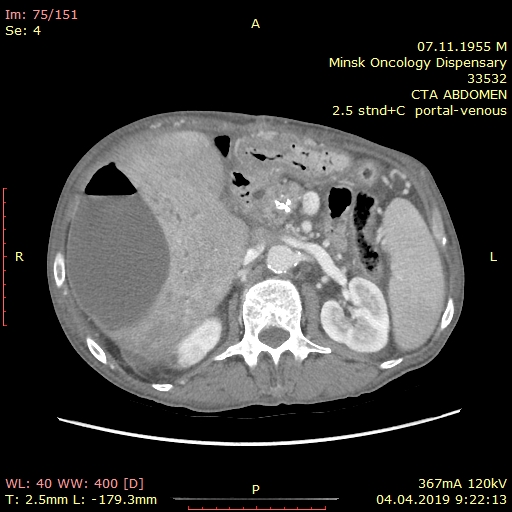 Im: 75/151
Se: 4
A
07.11.1955 M
Minsk Oncology Dispensary
33532
CTA ABDOMEN
2.5 stnd+C portal-venous
R
L
WL: 40 WW: 400 [D]
T: 2.5mm L: -179.3mm
P
367mA 120kV
04.04.2019 9:22:13